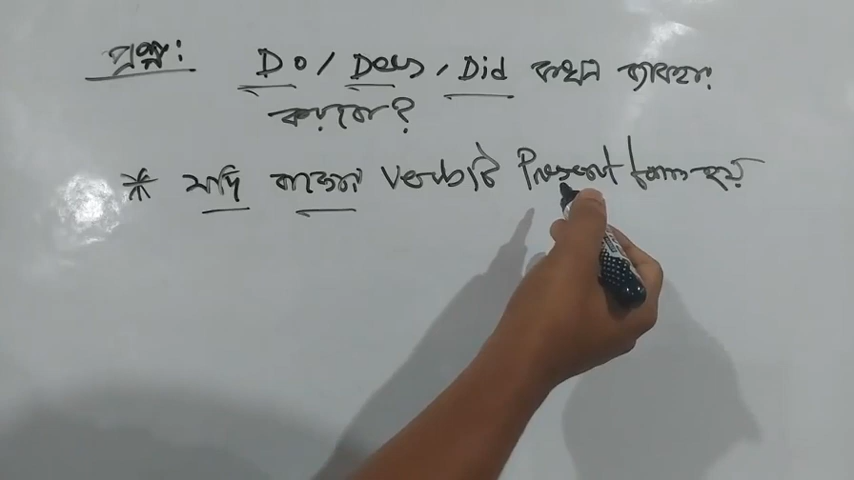 প্রশ্ন: Do / Does, Did কখন ব্যবহার
করবো?
* যদি কাজের verbটি Present form হয়